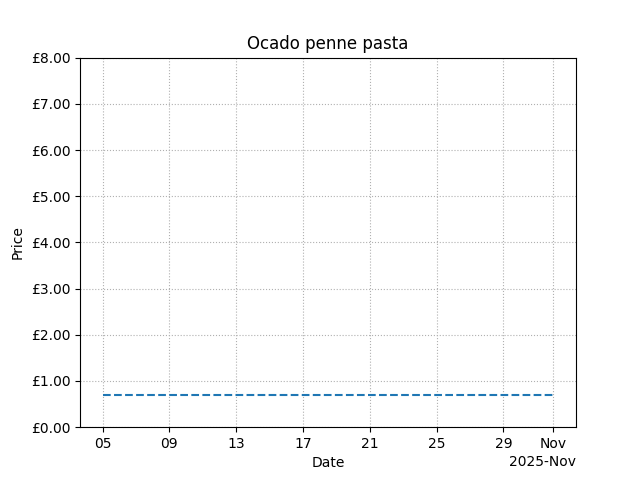 Ocado penne pasta
£8.00
£7.00
£6.00
£5.00
£4.00
£3.00
£2.00
£1.00
£0.00
Price
05 09 13 17 21 25 29 Nov
Date
2025-Nov